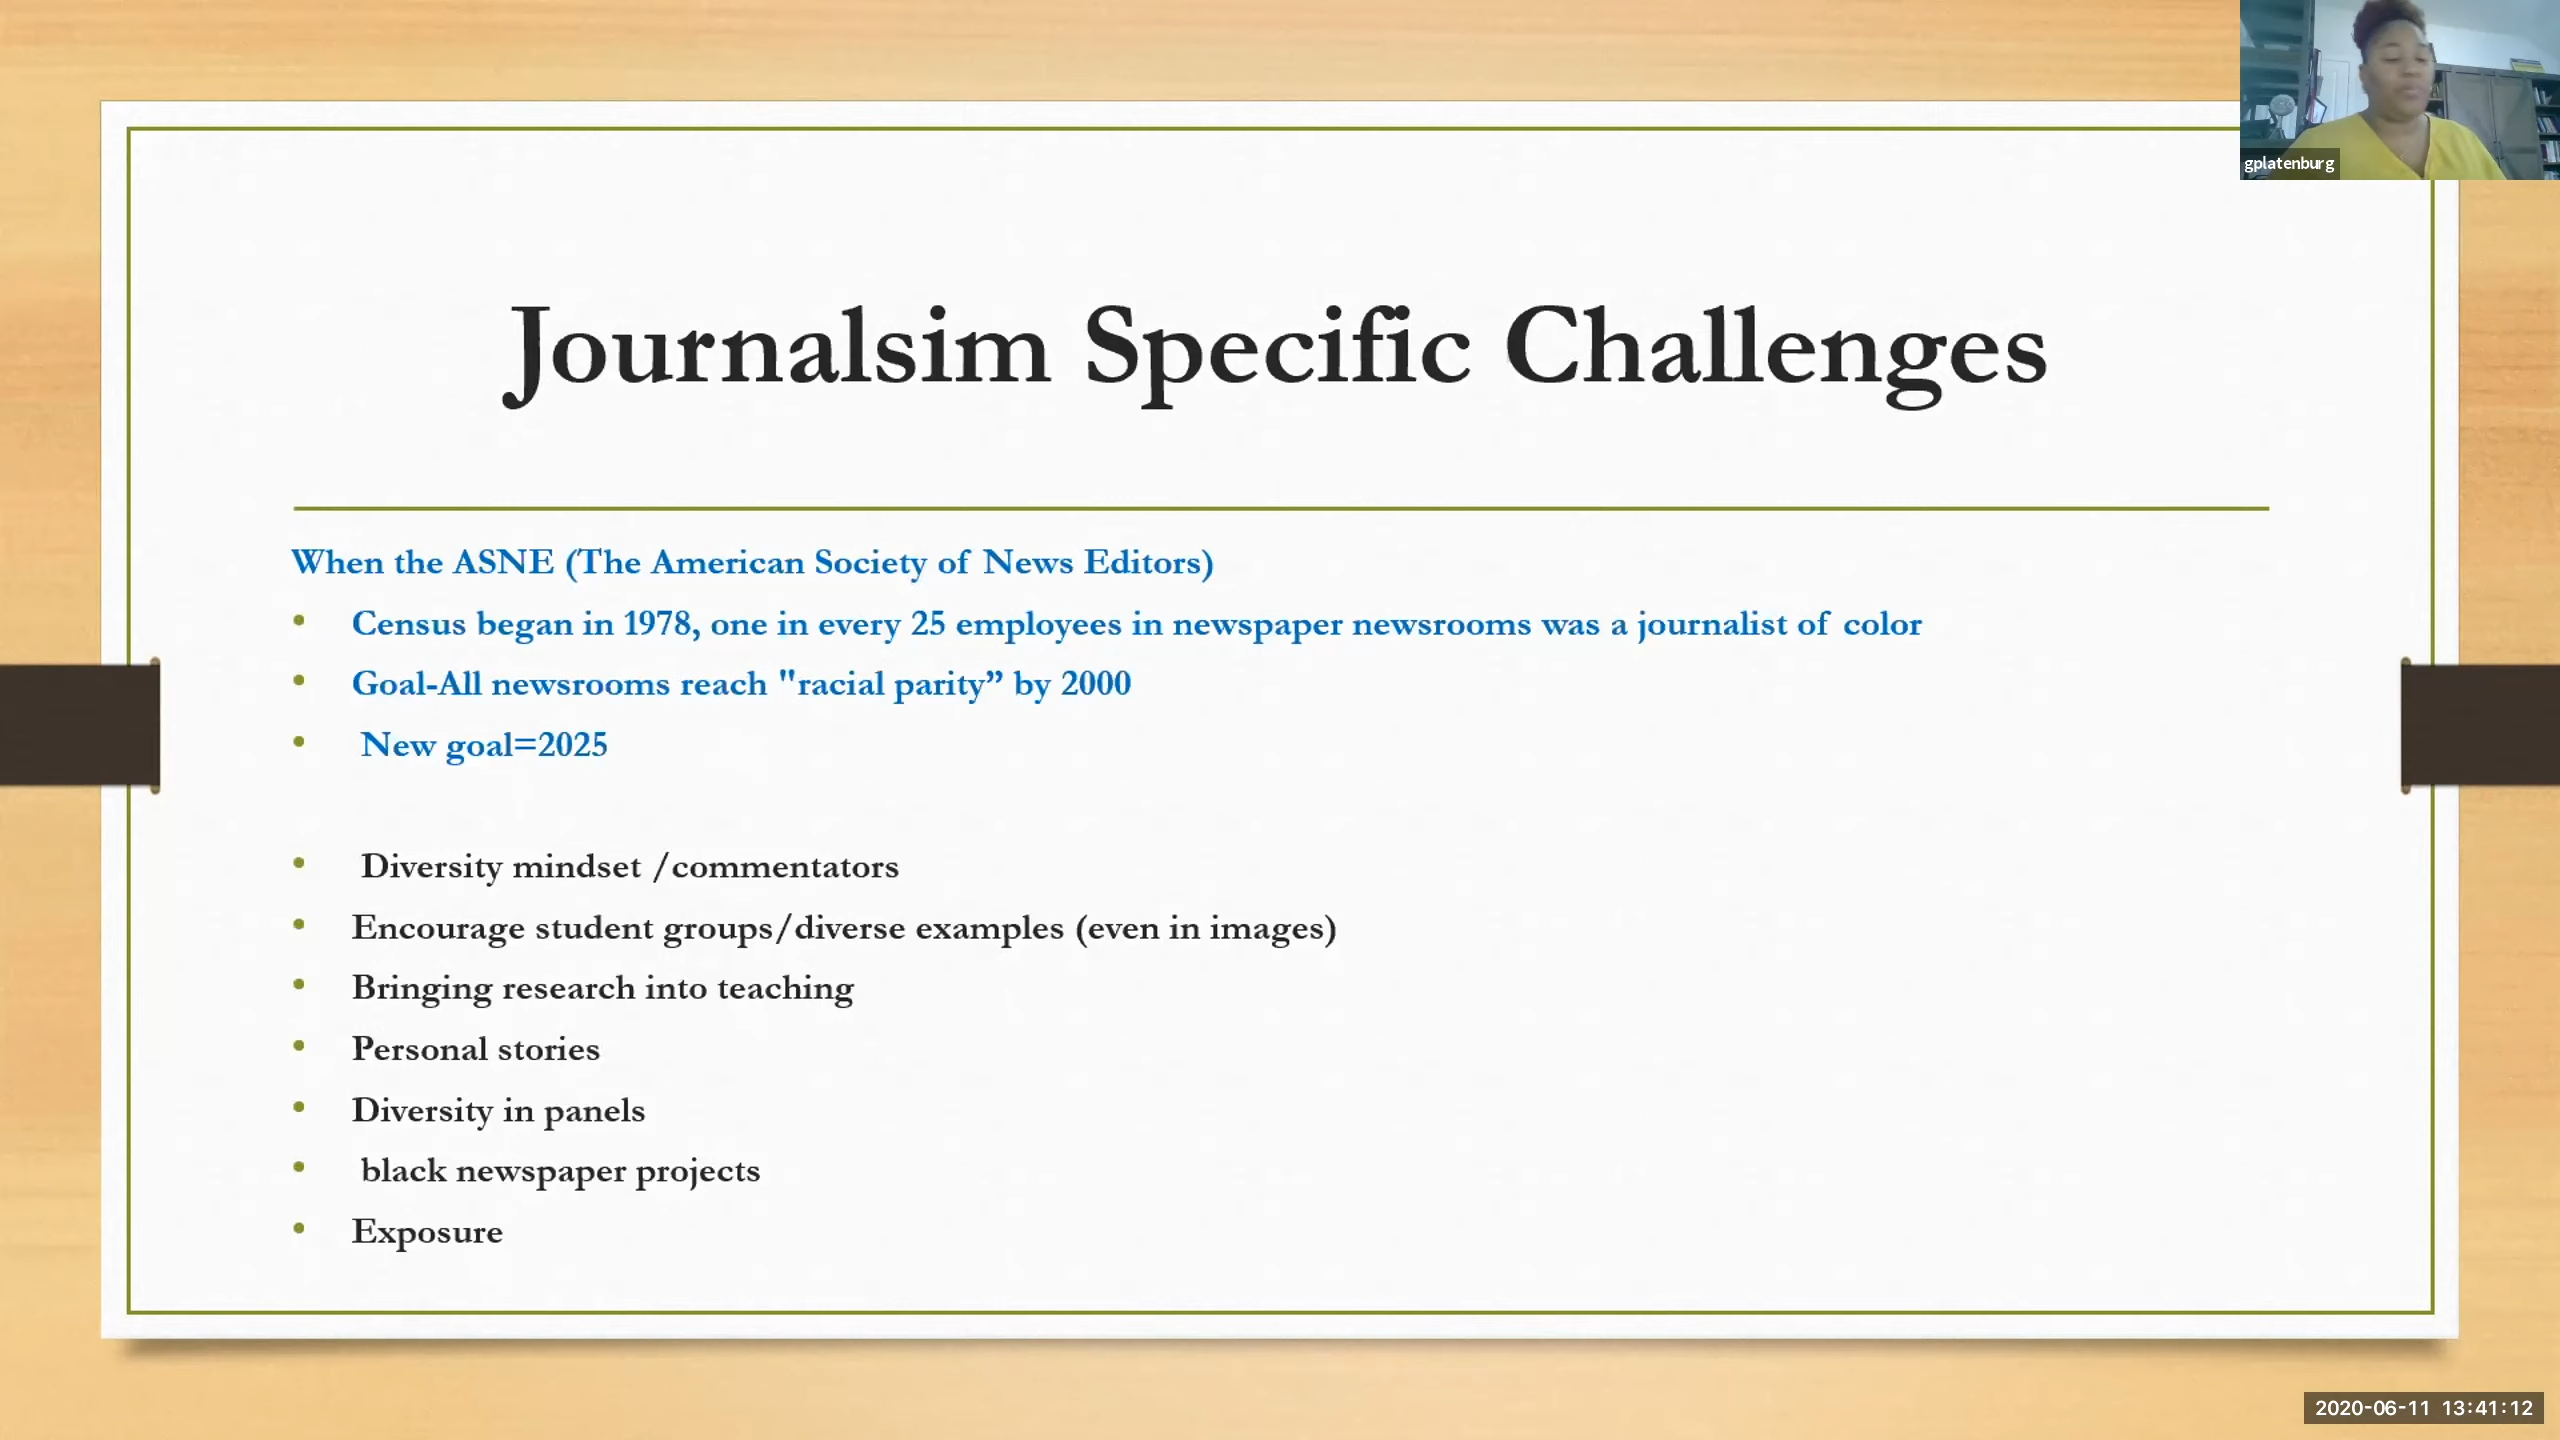 gplatenburg
Journalsim Specific Challenges
When the ASNE (The American Society of News Editors)
• Census began in 1978, one in every 25 employees in newspaper newsrooms was a journalist of color
• Goal-All newsrooms reach "racial parity” by 2000
• New goal=2025
• Diversity mindset /commentators
• Encourage student groups/diverse examples (even in images)
• Bringing research into teaching
• Personal stories
• Diversity in panels
• black newspaper projects
• Exposure
2020-06-11 13:41:12